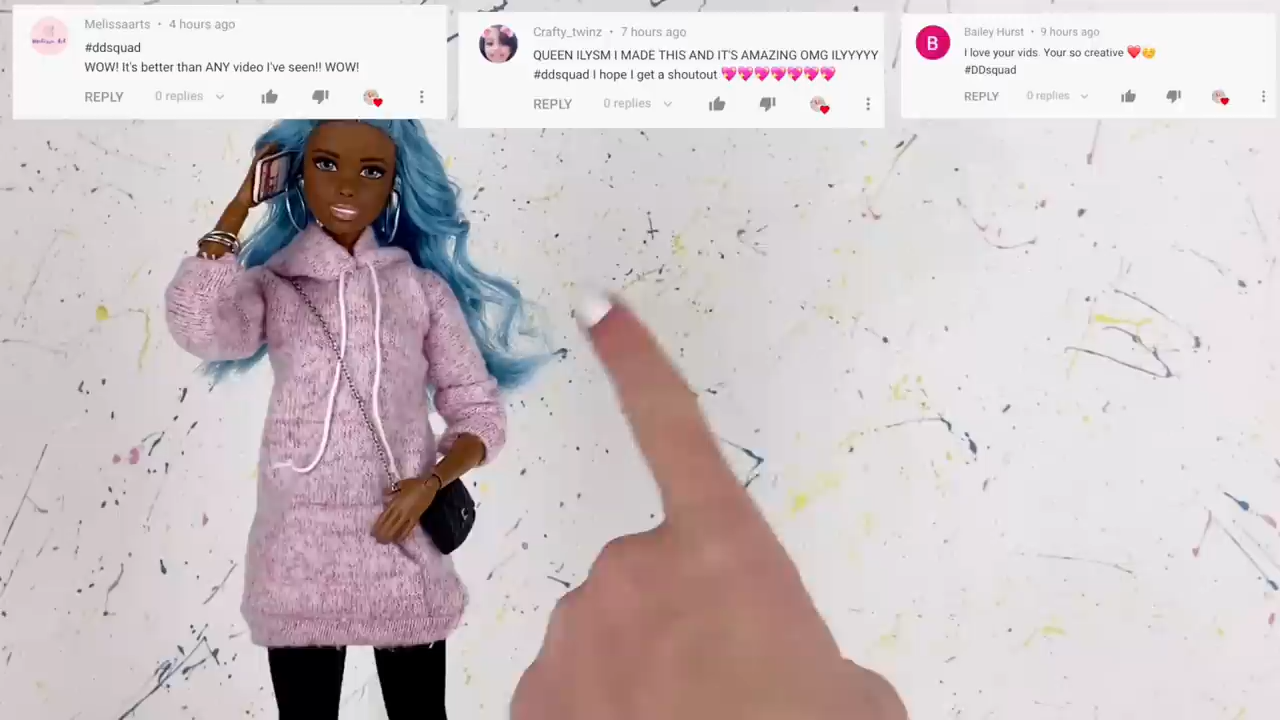 Melissaarts • 4 hours ago
#ddsquad
WOW! It's better than ANY video I've seen!! WOW!
REPLY 0 replies
Crafty_twinz • 7 hours ago
QUEEN ILYSM I MADE THIS AND IT'S AMAZING OMG ILYYYYY
#ddsquad I hope I get a shoutout 💖💖💖💖💖💖💖
REPLY 0 replies
B
Bailey Hurst • 9 hours ago
I love your vids Your so creative ❤️☺️
#DDsquad
REPLY 0 replies